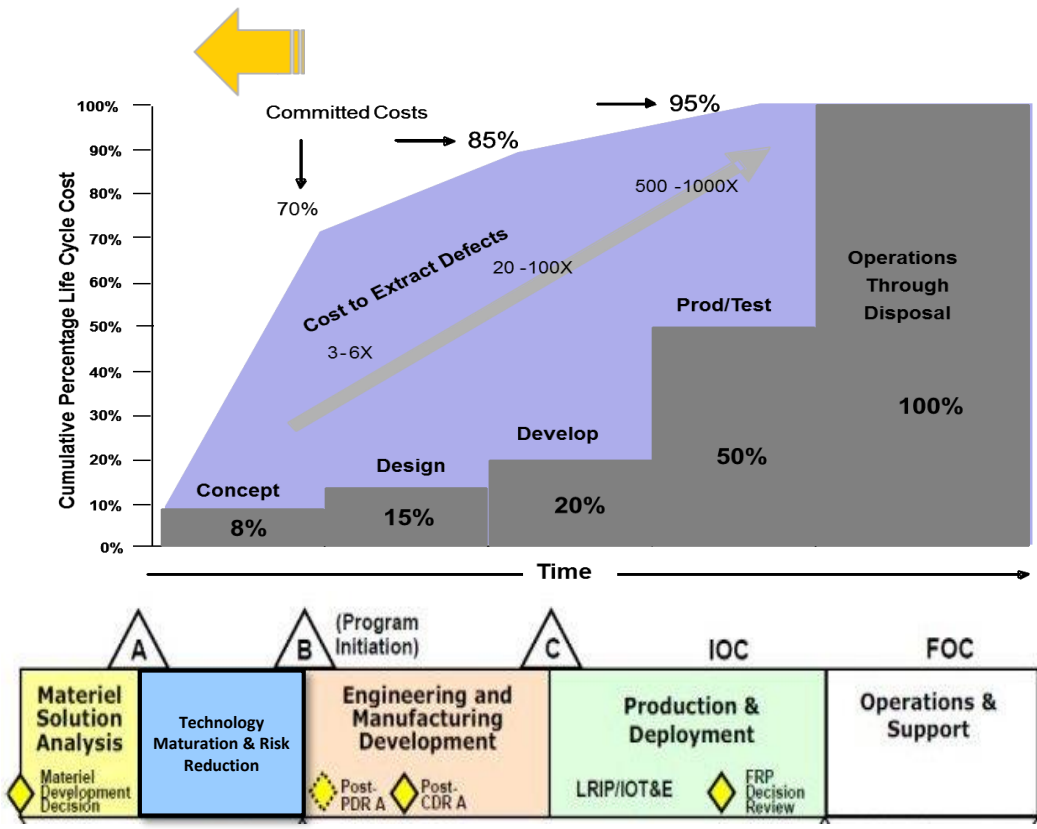 Committed Costs
95%
85%
70%
Cumulative Percentage Life Cycle Cost
100%
90%
80%
70%
60%
50%
40%
30%
20%
10%
0%
Cost to Extract Defects
500 -1000X
20 -100X
3-6X
Concept
8%
Design
15%
Develop
20%
Prod/Test
50%
Operations
Through
Disposal
100%
Time
A
B
(Program
Initiation)
C
IOC
FOC
Materiel
Solution
Analysis
Materiel
Development
Decision
Technology
Maturation & Risk
Reduction
Engineering and
Manufacturing
Development
Post-
PDR A
Post-
CDR A
Production &
Deployment
LRIP/IOT&E
FRP
Decision
Review
Operations &
Support